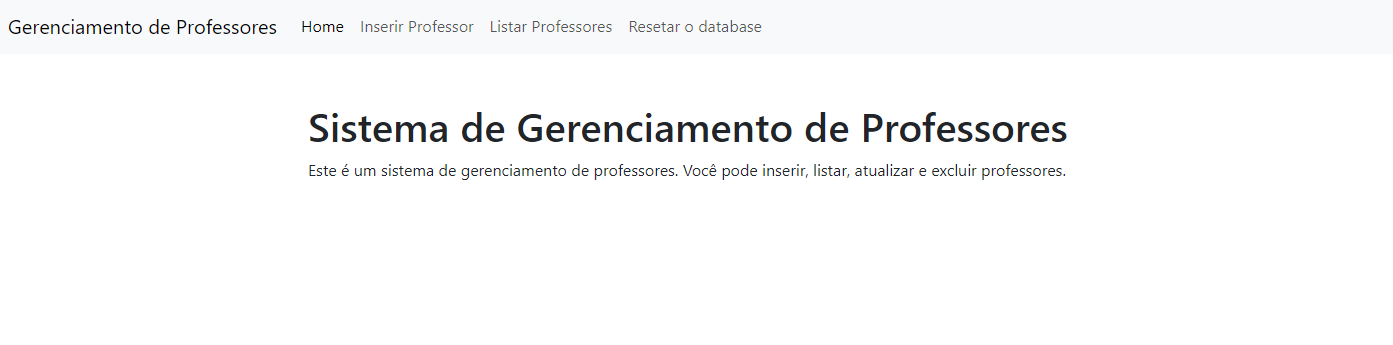 Gerenciamento de Professores Home Inserir Professor Listar Professores Resetar o database
Sistema de Gerenciamento de Professores
Este é um sistema de gerenciamento de professores. Você pode inserir, listar, atualizar e excluir professores.